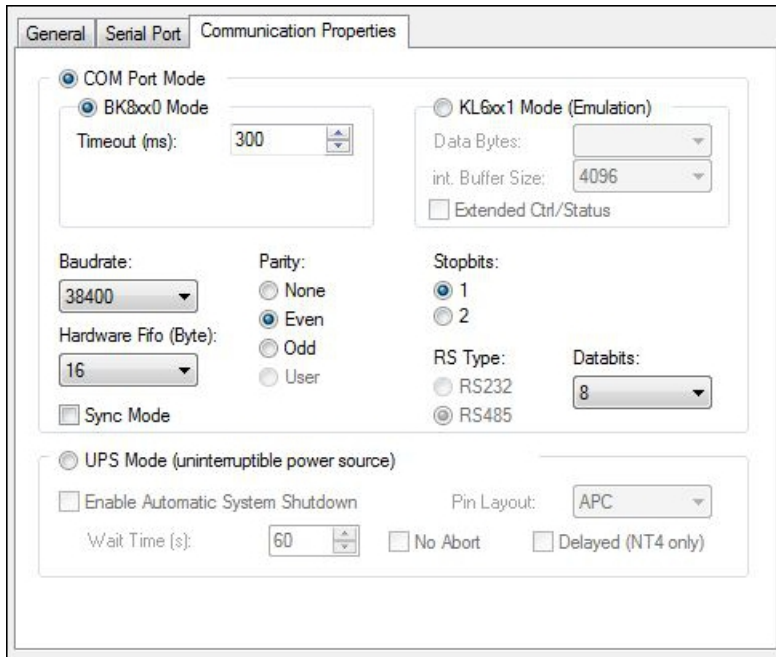 General Serial Port Communication Properties
COM Port Mode
BK8xx0 Mode
Timeout (ms): 300
KL6xx1 Mode (Emulation)
Data Bytes:
int. Buffer Size: 4096
Extended Ctrl/Status
Baudrate:
38400
Hardware Fifo (Byte):
16
Sync Mode
Parity:
None
Even
Odd
User
Stopbits:
1
2
RS Type:
RS232
RS485
Databits:
8
UPS Mode (uninterruptible power source)
Enable Automatic System Shutdown Pin Layout: APC
Wait Time (s): 60 No Abort Delayed (NT4 only)